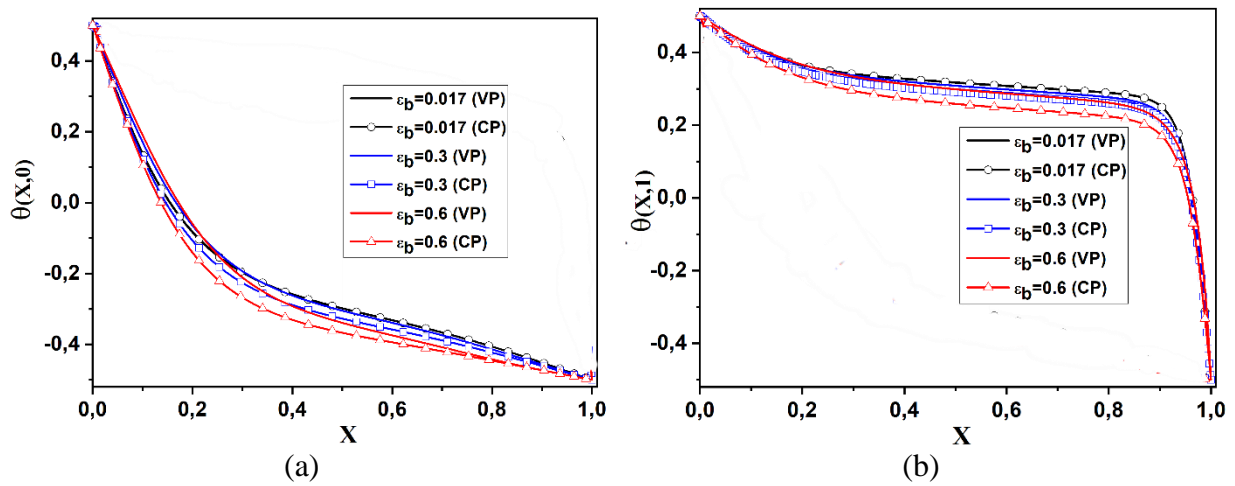 0,4
0,2
0,0
-0,2
-0,4
θ(X,0)
εb=0.017 (VP)
εb=0.017 (CP)
εb=0.3 (VP)
εb=0.3 (CP)
εb=0.6 (VP)
εb=0.6 (CP)
0,0 0,2 0,4 0,6 0,8 1,0
X
(a)
0,4
0,2
0,0
-0,2
-0,4
θ(X,1)
εb=0.017 (VP)
εb=0.017 (CP)
εb=0.3 (VP)
εb=0.3 (CP)
εb=0.6 (VP)
εb=0.6 (CP)
0,0 0,2 0,4 0,6 0,8 1,0
X
(b)